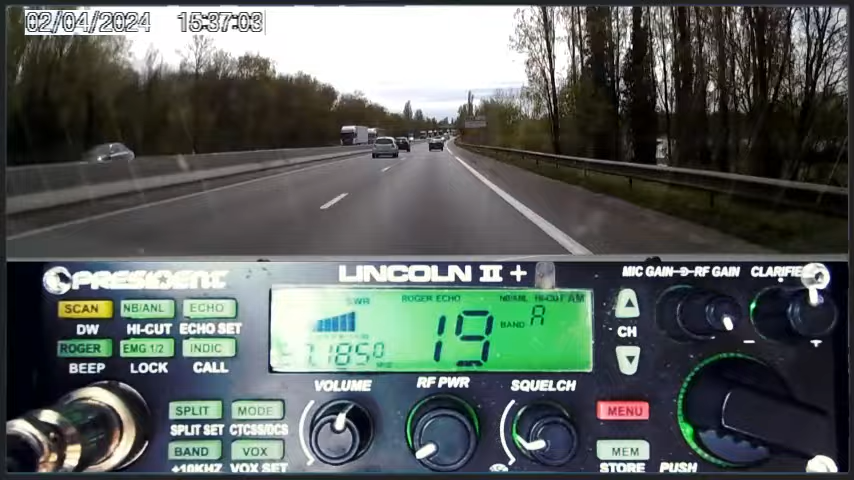 02/04/2024 15:37:03
PRESIDENT LINCOLN II + MIC GAIN RF GAIN CLARIFIE
SCAN NB/ANL ECHO
DW HI-CUT ECHO SET
ROGER EMG 1/2 INDIC
BEEP LOCK CALL
SWR ROGER ECHO NB/ANL HI-CUT AM
19 BAND A
27.1850
CH
- +
VOLUME RF PWR SQUELCH
SPLIT MODE MENU
SPLIT SET CTCSS/DCS
BAND VOX MEM
+10KHZ VOX SET STORE PUSH